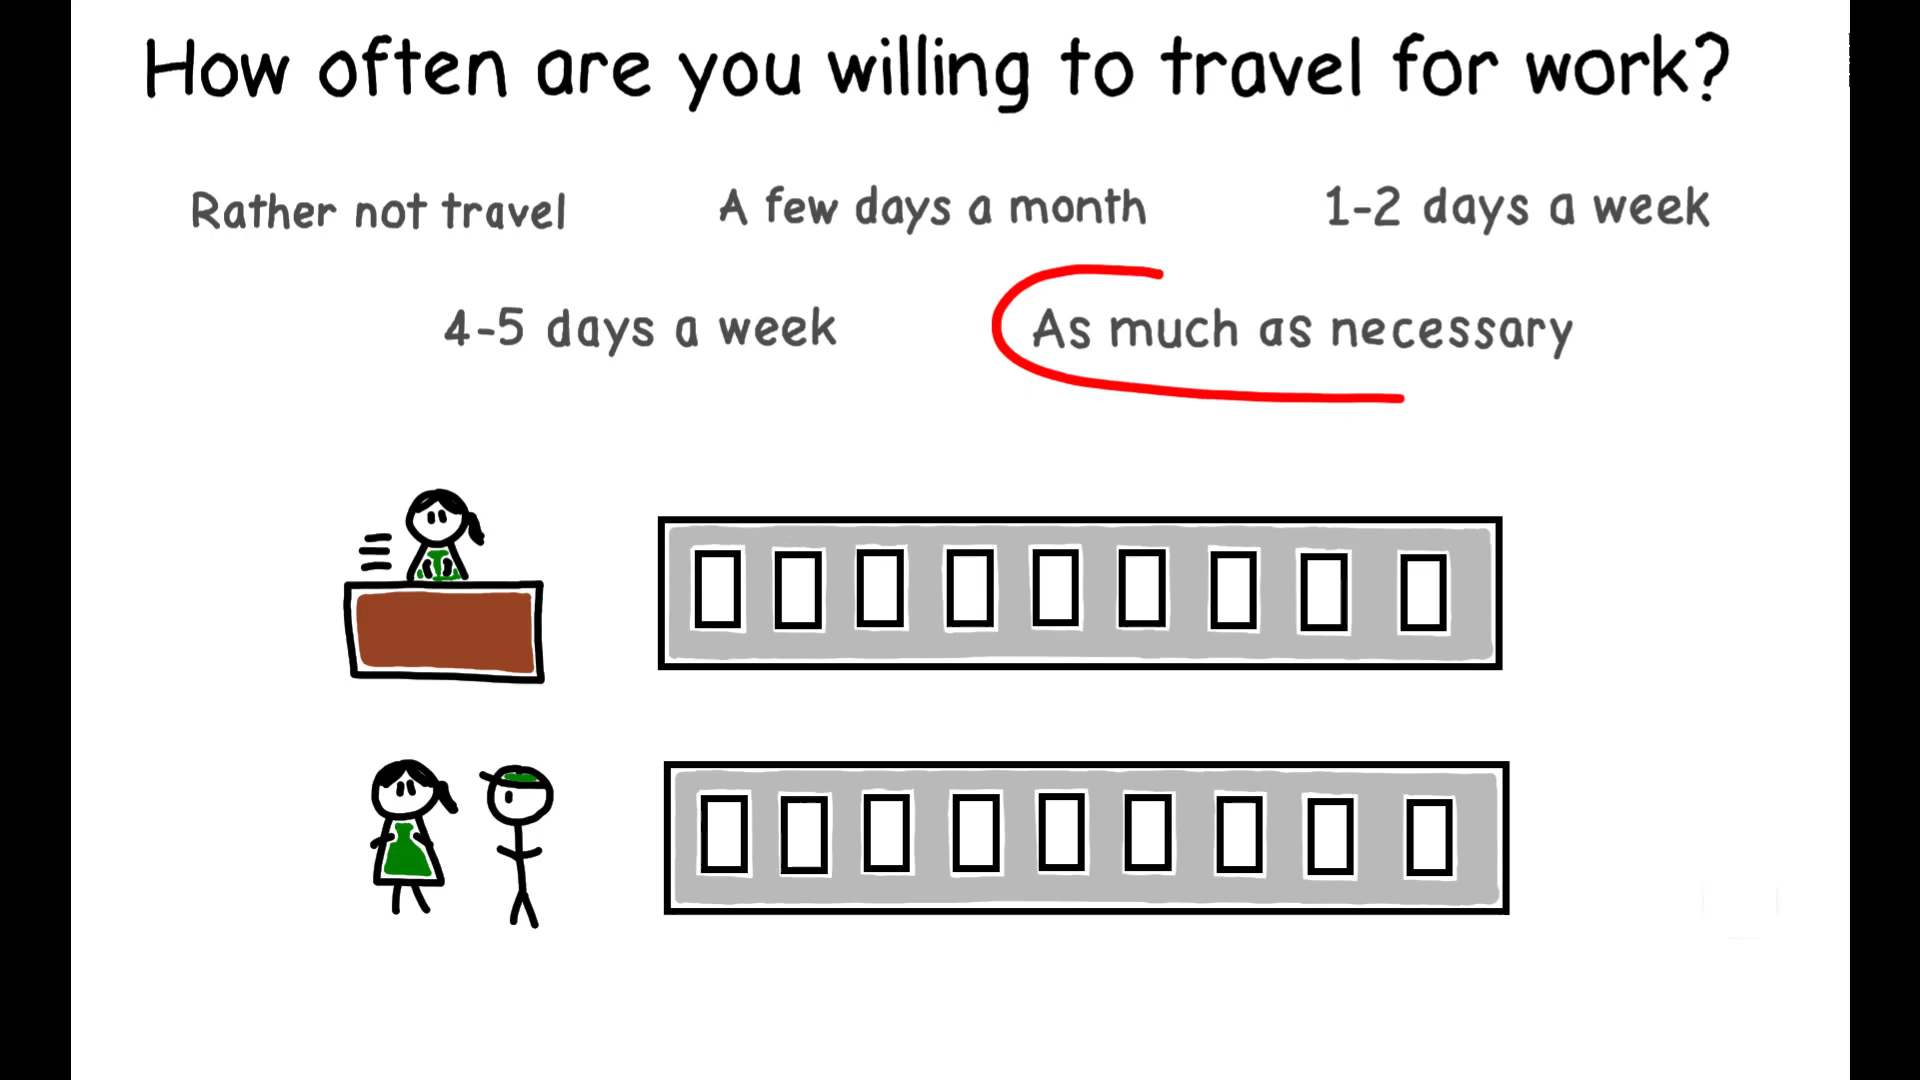 How often are you willing to travel for work?
Rather not travel
A few days a month
1-2 days a week
4-5 days a week
As much as necessary